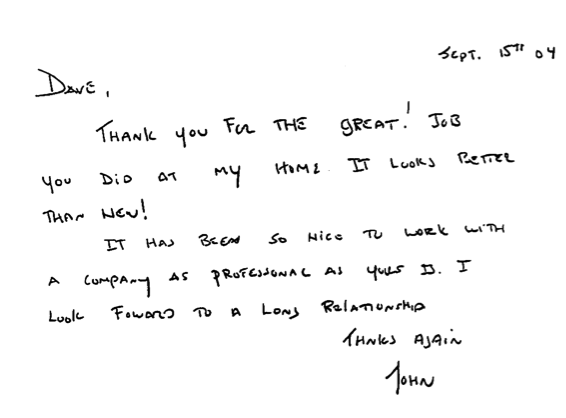 Sept. 15TH 04
Dave,
Thank you for the great! job
you did at my home. It looks better
than new!
It has been so nice to work with
a company as professional as yours is. I
look foward to a long relationship
Thnks again
John